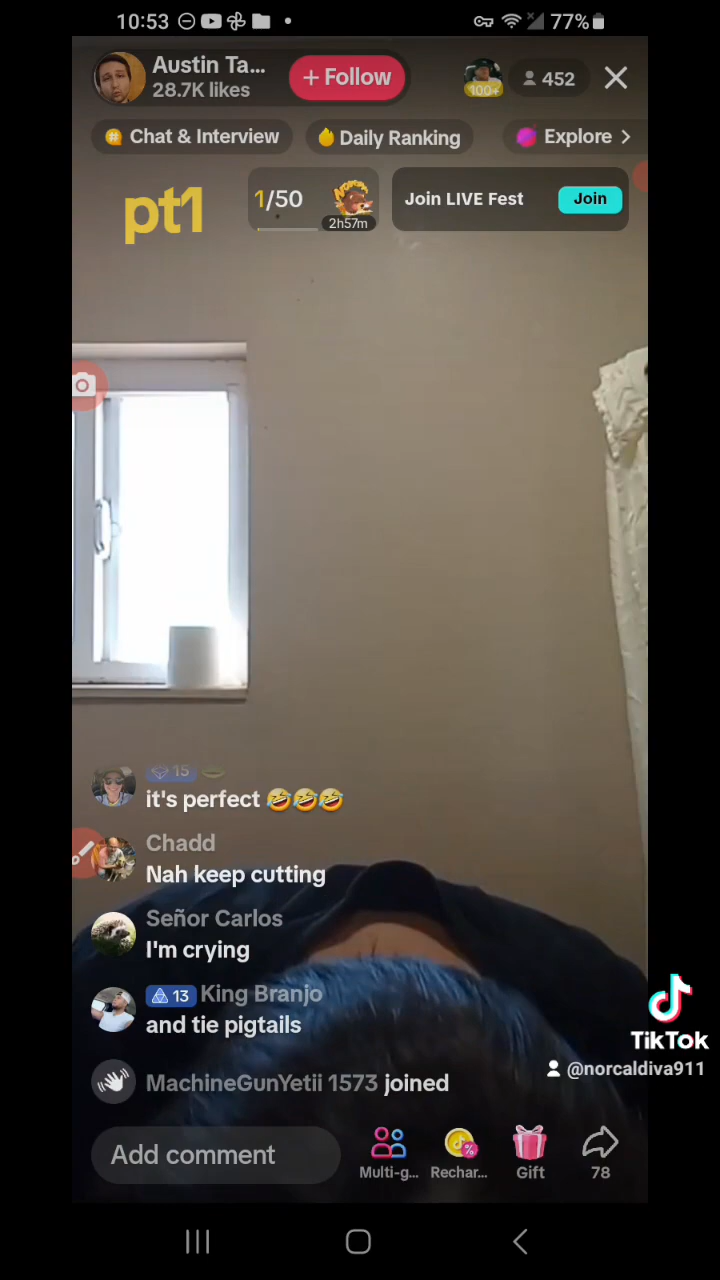 10:53
77%
Austin Ta...
28.7K likes
+ Follow
100+
452
Chat & Interview
Daily Ranking
Explore
pt1
1/50
2h57m
Join LIVE Fest
Join
15
it's perfect 🤣🤣🤣
Chadd
Nah keep cutting
Señor Carlos
I'm crying
13 King Branjo
and tie pigtails
MachineGunYetii 1573 joined
TikTok
@norcaldiva911
Add comment
Multi-g...
Rechar...
Gift
78